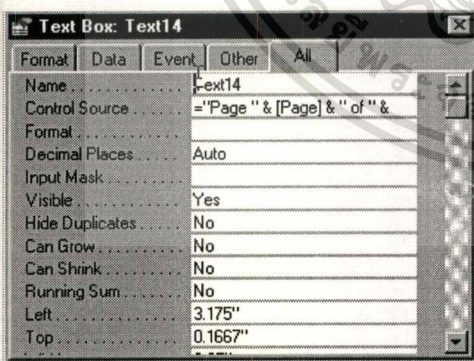 Text Box: Text14
Format Data Event Other All
Name . . . . . . . . . . . . . . . . Text14
Control Source . . . . . . . . . ="Page " & [Page] & " of " &
Format . . . . . . . . . . . . . . .
Decimal Places . . . . . Auto
Input Mask . . . . . . . . . .
Visible . . . . . . . . . . . . . . . Yes
Hide Duplicates . . . . . No
Can Grow . . . . . . . . . . . No
Can Shrink . . . . . . . . . . No
Running Sum . . . . . . . . No
Left . . . . . . . . . . . . . . . . . 3.175"
Top . . . . . . . . . . . . . . . . . 0.1667"